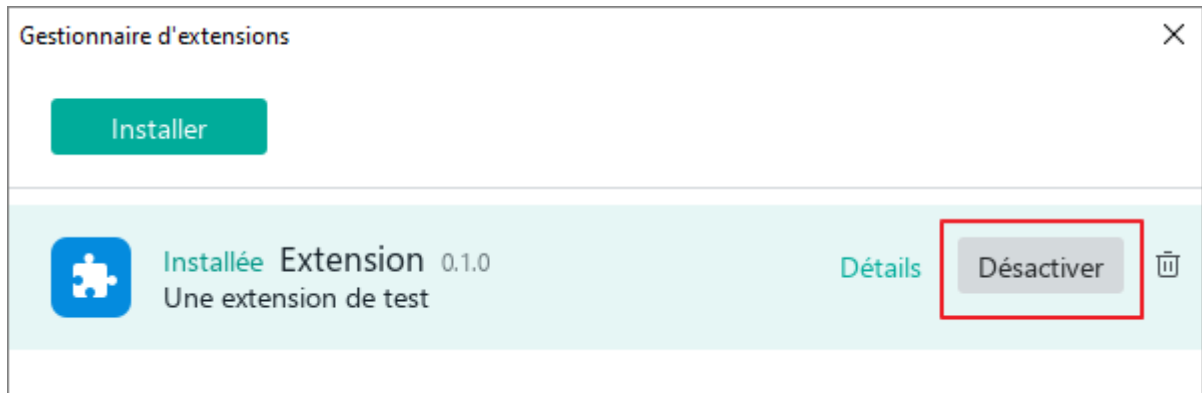 Gestionnaire d'extensions
Installer
Installée Extension 0.1.0 Détails Désactiver
Une extension de test